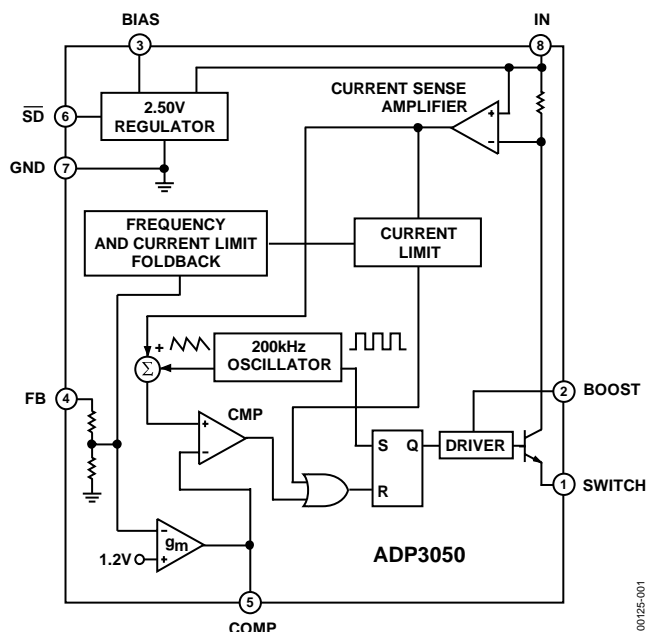 BIAS
3
IN
8
CURRENT SENSE
AMPLIFIER
+
−
SD
6
2.50V
REGULATOR
GND
7
FREQUENCY
AND CURRENT LIMIT
FOLDBACK
CURRENT
LIMIT
+
Σ
200kHz
OSCILLATOR
FB
4
CMP
+
−
2
BOOST
S Q
R
DRIVER
1
SWITCH
−
gm
+
1.2V
ADP3050
5
COMP
00125-001